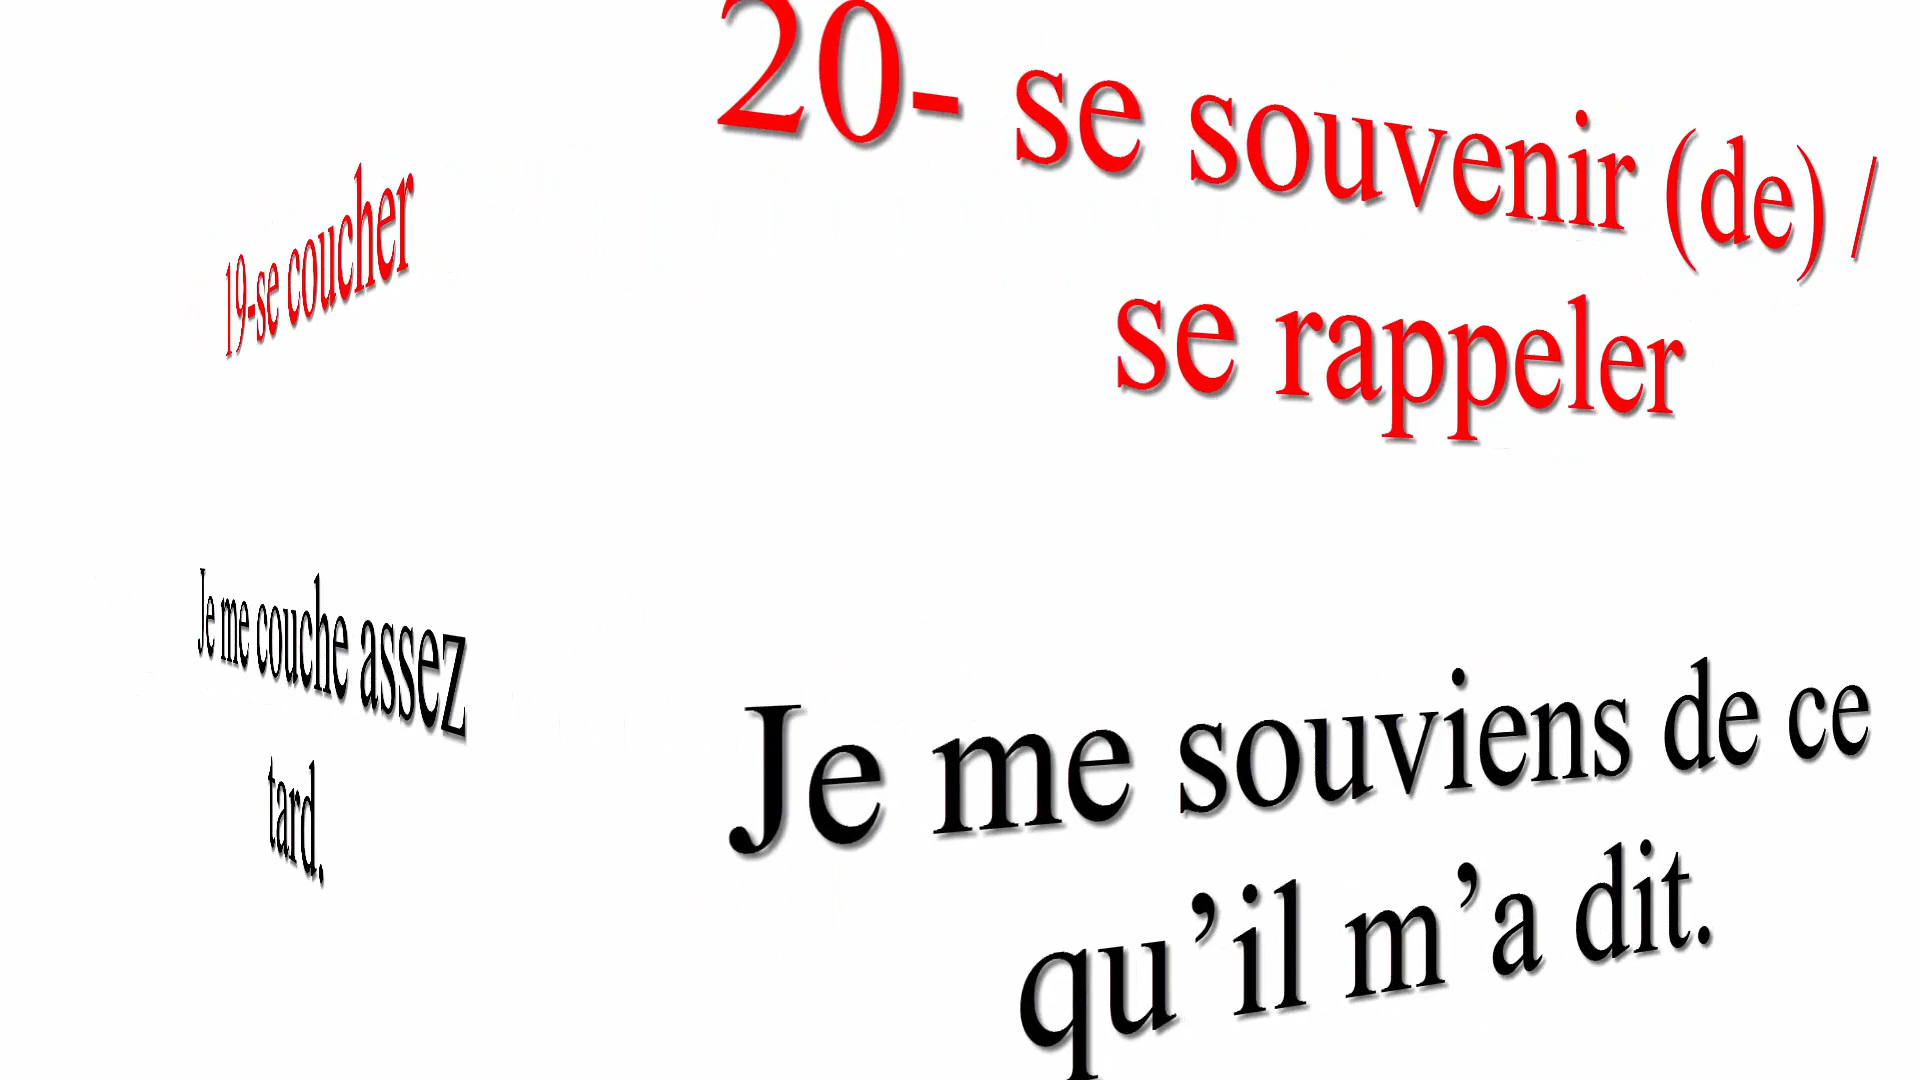 19-se coucher
Je me couche assez
tard.
20- se souvenir (de) /
se rappeler
Je me souviens de ce
qu’il m’a dit.